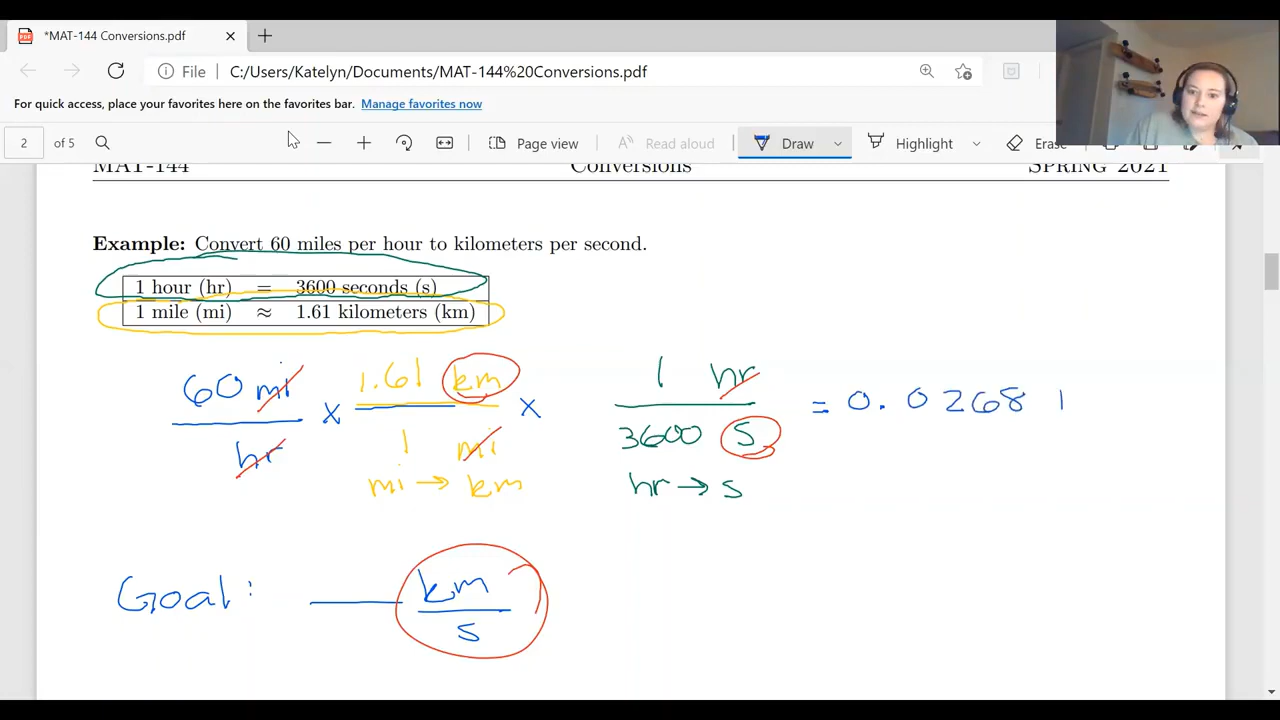 *MAT-144 Conversions.pdf
File | C:/Users/Katelyn/Documents/MAT-144%20Conversions.pdf
For quick access, place your favorites here on the favorites bar. Manage favorites now
2 of 5 Page view Read aloud Draw Highlight Erase
MAT-144 Conversions SPRING 2021
Example: Convert 60 miles per hour to kilometers per second.
1 hour (hr) = 3600 seconds (s)
1 mile (mi) ≈ 1.61 kilometers (km)
60 mi 1.61 km 1 hr
x x = 0.02681
hr 1 mi 3600 s
mi → km hr → s
Goal: ____ km
s